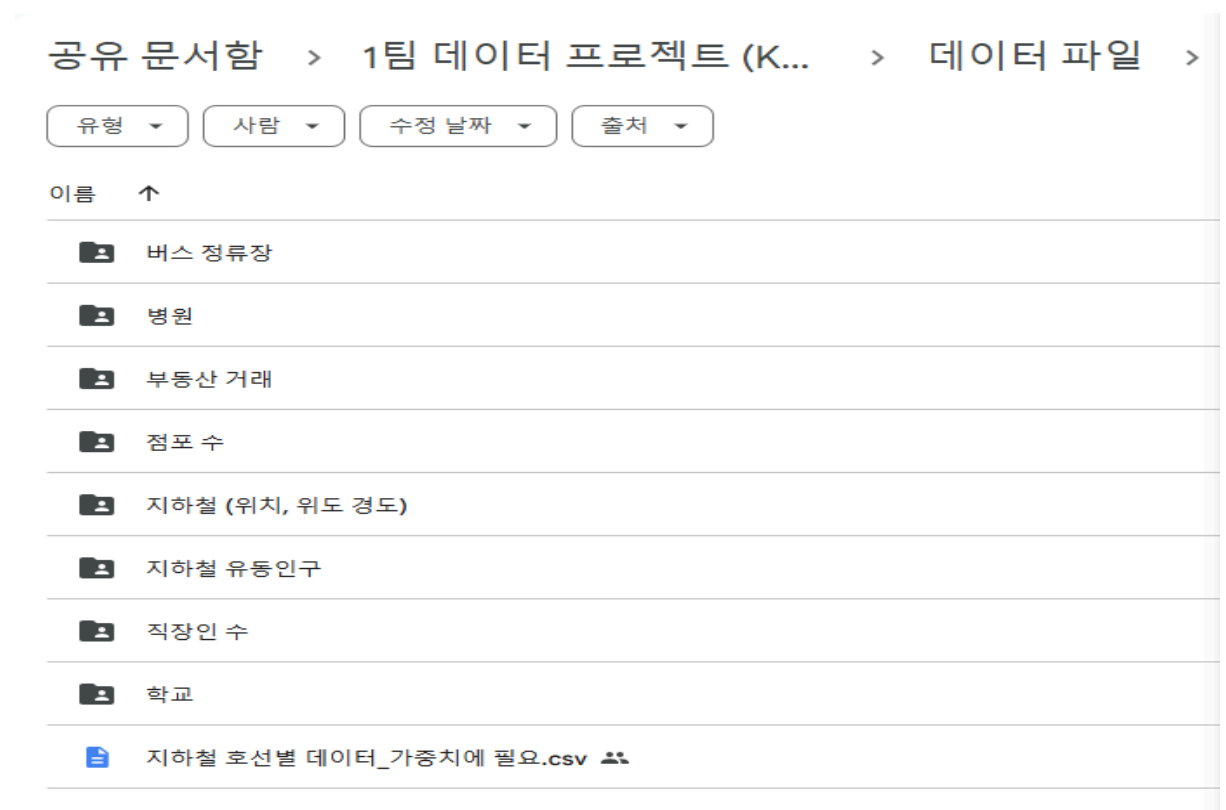 공유 문서함 > 1팀 데이터 프로젝트 (K... > 데이터 파일 >
유형 사람 수정 날짜 출처
이름
버스 정류장
병원
부동산 거래
점포 수
지하철 (위치, 위도 경도)
지하철 유동인구
직장인 수
학교
지하철 호선별 데이터_가중치에 필요.csv